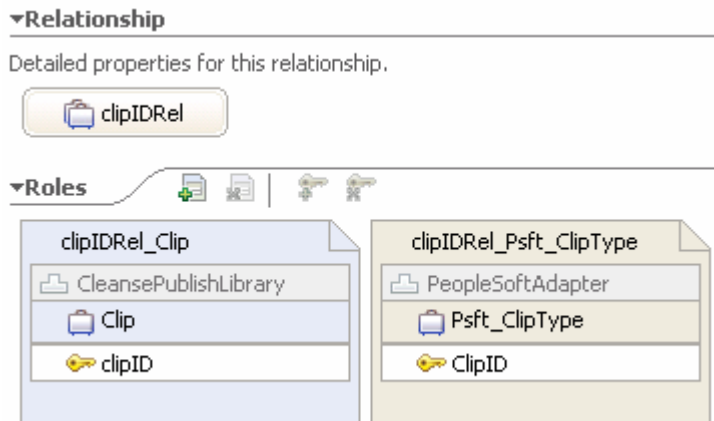 Relationship
Detailed properties for this relationship.
clipIDRel
Roles
clipIDRel_Clip
CleansePublishLibrary
Clip
clipID
clipIDRel_Psft_ClipType
PeopleSoftAdapter
Psft_ClipType
ClipID